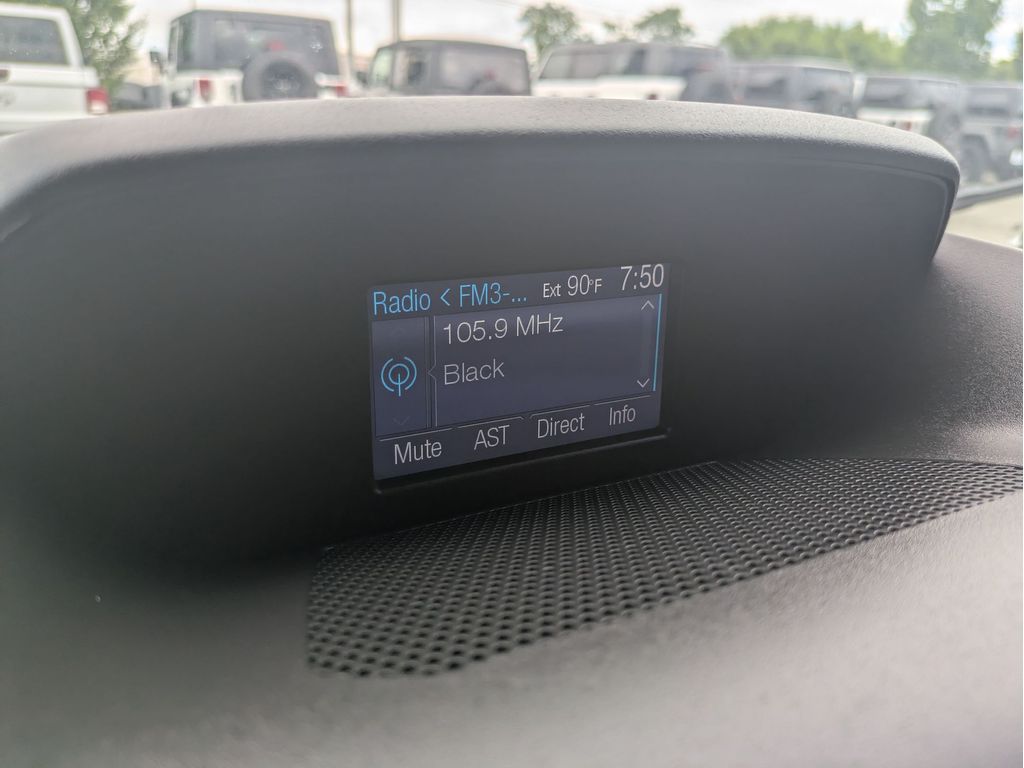 Radio < FM3-... Ext 90°F 7:50
105.9 MHz
Black
Mute AST Direct Info